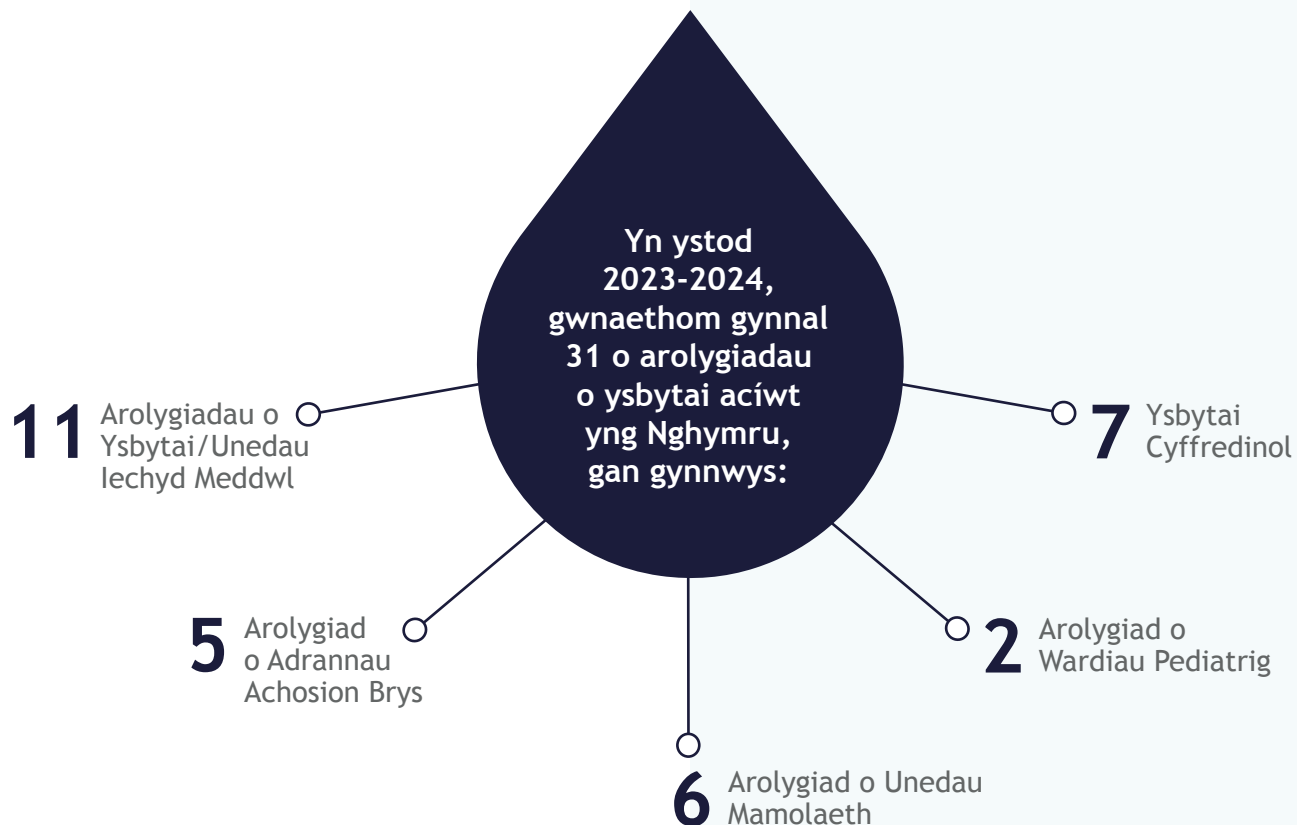 Yn ystod
2023-2024,
gwnaethom gynnal
31 o arolygiadau
o ysbytai acíwt
yng Nghymru,
gan gynnwys:
11
Arolygiadau o
Ysbytai/Unedau
Iechyd Meddwl
5
Arolygiad
o Adrannau
Achosion Brys
6
Arolygiad o Unedau
Mamolaeth
2
Arolygiad o
Wardiau Pediatrig
7
Ysbytai
Cyffredinol